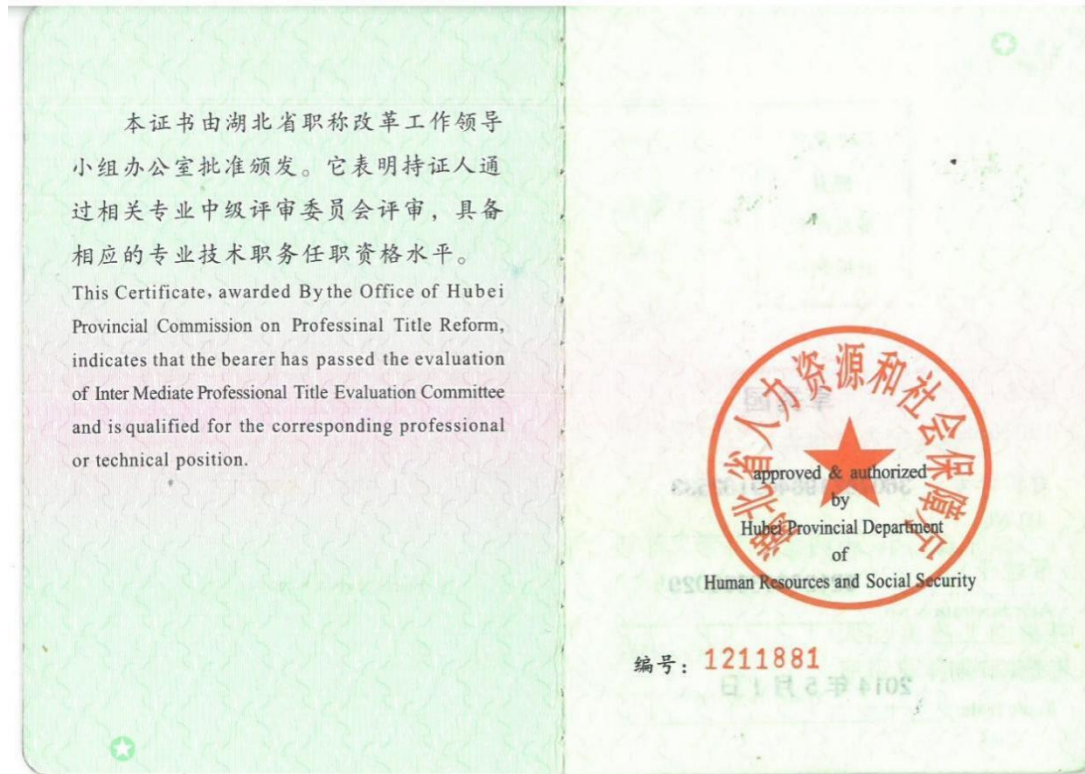 本证书由湖北省职称改革工作领导
小组办公室批准颁发。它表明持证人通
过相关专业中级评审委员会评审，具备
相应的专业技术职务任职资格水平。
This Certificate, awarded By the Office of Hubei
Provincial Commission on Professinal Title Reform,
indicates that the bearer has passed the evaluation
of Inter Mediate Professional Title Evaluation Committee
and is qualified for the corresponding professional
or technical position.
湖北省人力资源和社会保障厅
approved & authorized
by
Hubei Provincial Department
of
Human Resources and Social Security
编号：1211881
2014年5月1日